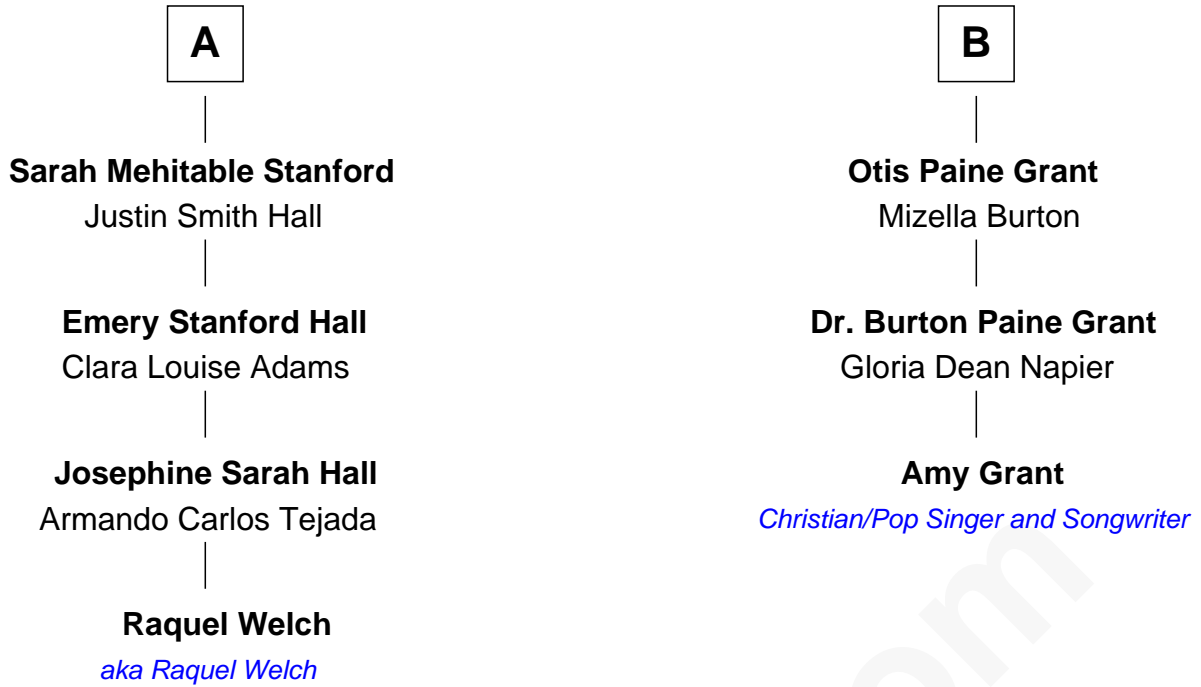 A
Sarah Mehitable Stanford
Justin Smith Hall
Emery Stanford Hall
Clara Louise Adams
Josephine Sarah Hall
Armando Carlos Tejada
Raquel Welch
aka Raquel Welch
B
Otis Paine Grant
Mizella Burton
Dr. Burton Paine Grant
Gloria Dean Napier
Amy Grant
Christian/Pop Singer and Songwriter
om